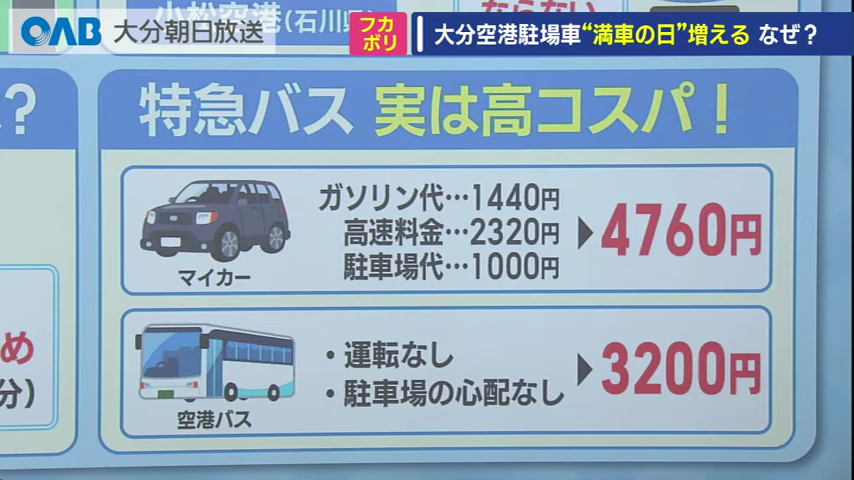 小松空港(石川県)
ならない
OAB 大分朝日放送
フカボリ
大分空港駐場車“満車の日”増える なぜ？
？
特急バス 実は高コスパ！
ガソリン代…1440円
高速料金…2320円
駐車場代…1000円
4760円
マイカー
め
分)
・運転なし
・駐車場の心配なし
3200円
空港バス